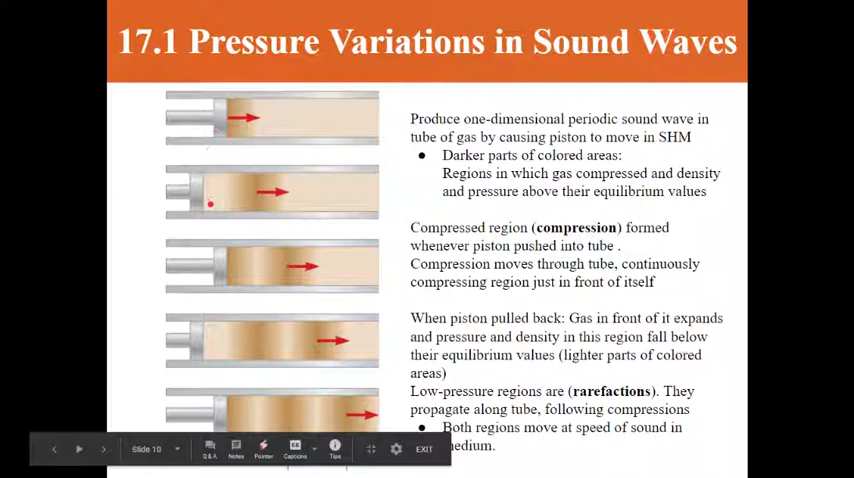 17.1 Pressure Variations in Sound Waves
Produce one-dimensional periodic sound wave in
tube of gas by causing piston to move in SHM
● Darker parts of colored areas:
Regions in which gas compressed and density
and pressure above their equilibrium values
Compressed region (compression) formed
whenever piston pushed into tube .
Compression moves through tube, continuously
compressing region just in front of itself
When piston pulled back: Gas in front of it expands
and pressure and density in this region fall below
their equilibrium values (lighter parts of colored
areas)
Low-pressure regions are (rarefactions). They
propagate along tube, following compressions
● Both regions move at speed of sound in
medium.
Slide 10
Q & A
Notes
Pointer
CC
Captions
Tips
EXIT